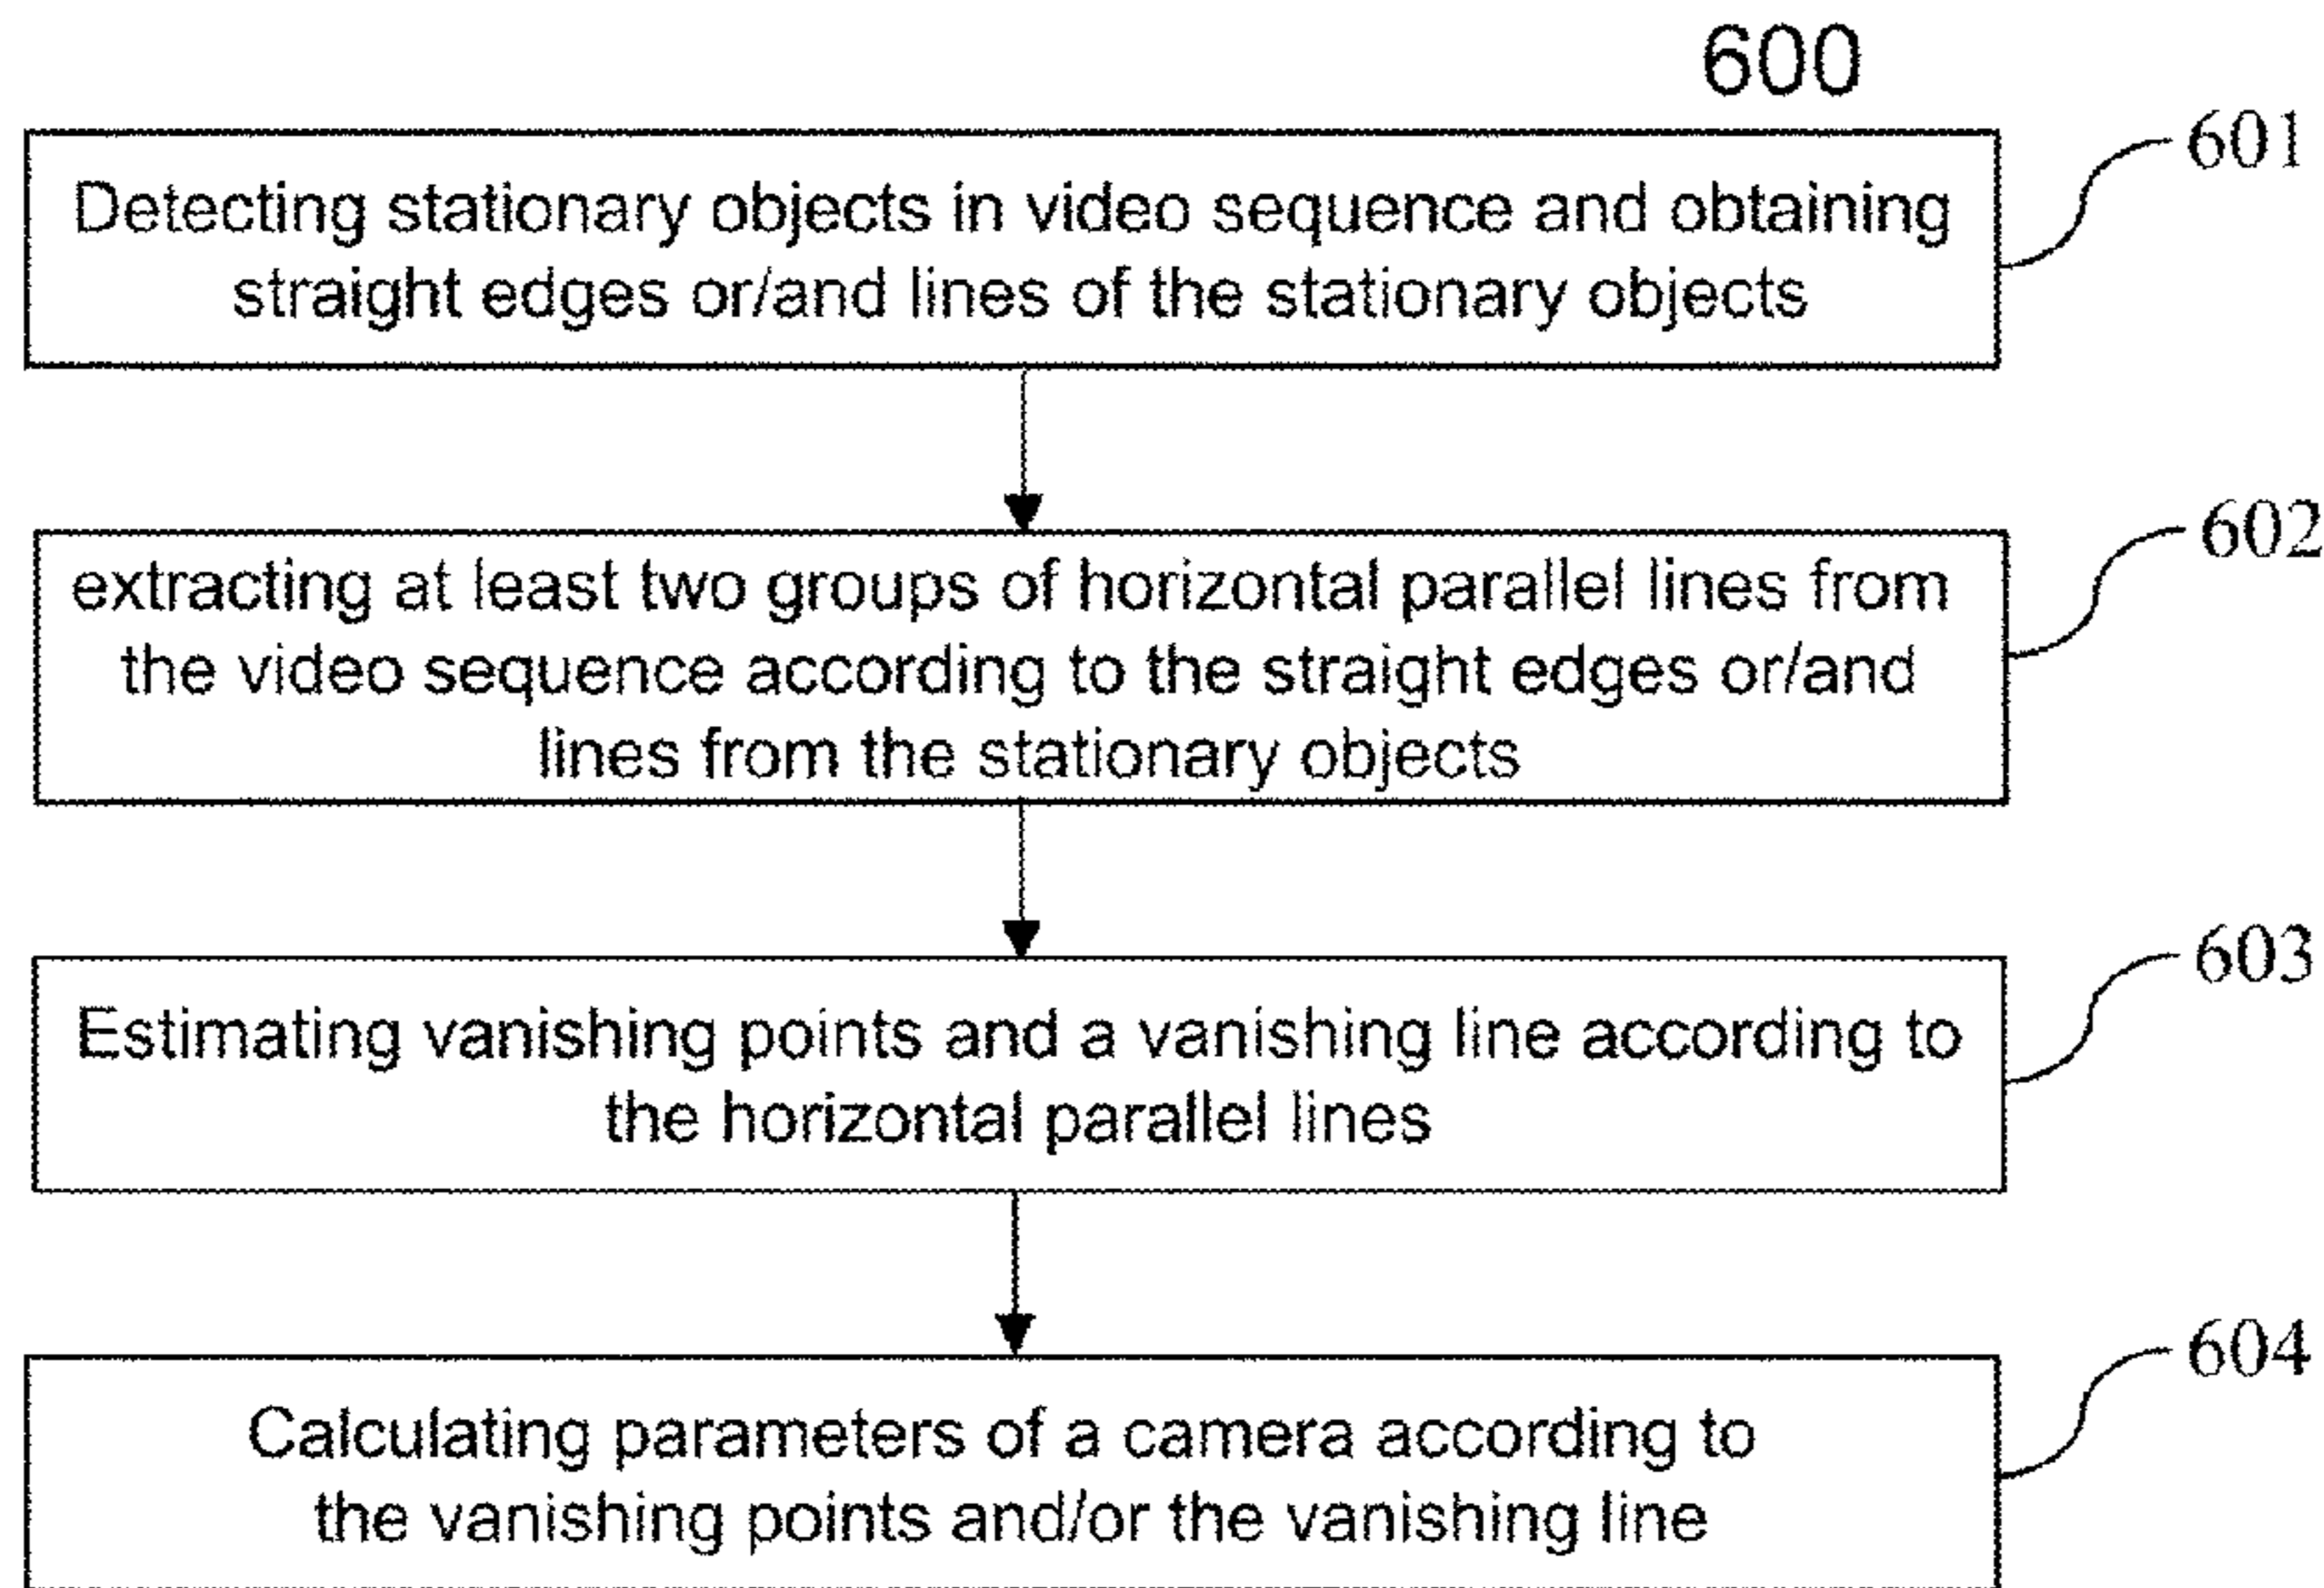 600
601
Detecting stationary objects in video sequence and obtaining
straight edges or/and lines of the stationary objects
602
extracting at least two groups of horizontal parallel lines from
the video sequence according to the straight edges or/and
lines from the stationary objects
603
Estimating vanishing points and a vanishing line according to
the horizontal parallel lines
604
Calculating parameters of a camera according to
the vanishing points and/or the vanishing line